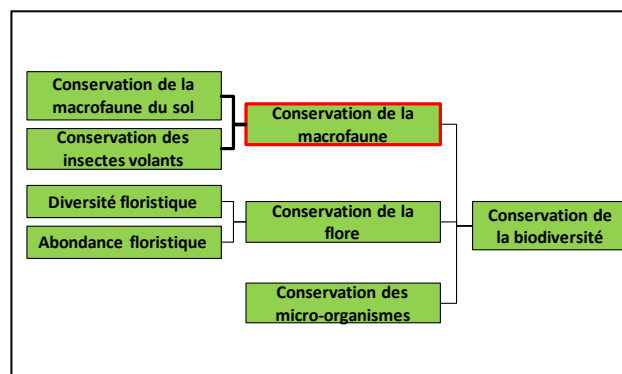 Conservation de la
macrofaune du sol
Conservation des
insectes volants
Conservation de la
macrofaune
Diversité floristique
Abondance floristique
Conservation de la
flore
Conservation des
micro-organismes
Conservation de
la biodiversité